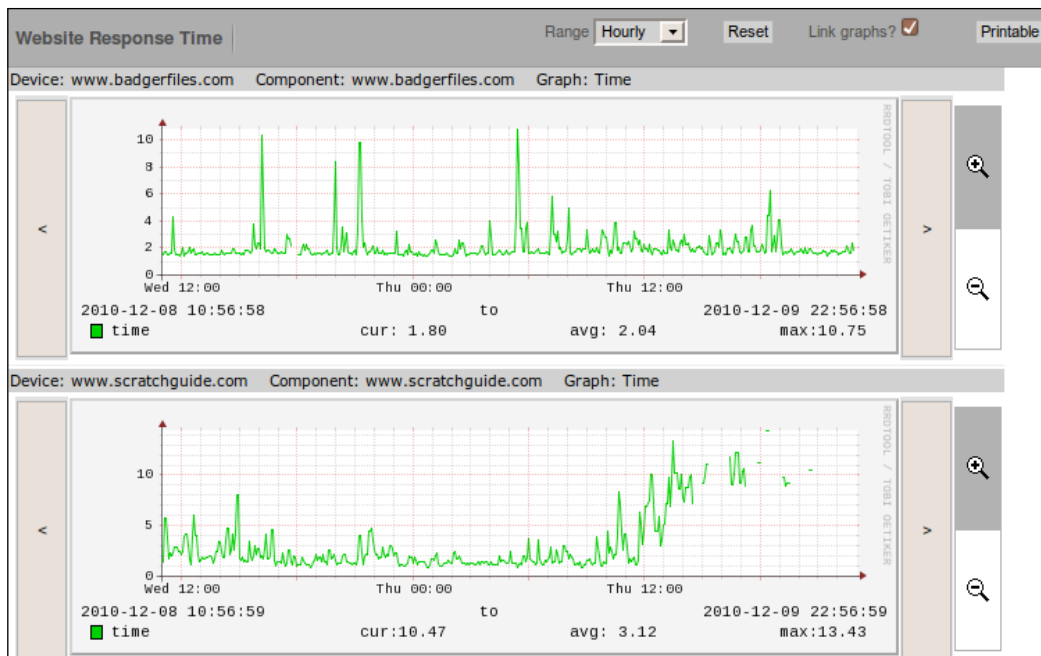 Website Response Time Range Hourly Reset Link graphs? Printable
Device: www.badgerfiles.com Component: www.badgerfiles.com Graph: Time
<
>
RRDTOOL / TOBI OETIKER
10
8
6
4
2
0
Wed 12:00 Thu 00:00 Thu 12:00
2010-12-08 10:56:58 to 2010-12-09 22:56:58
time cur: 1.80 avg: 2.04 max:10.75
Device: www.scratchguide.com Component: www.scratchguide.com Graph: Time
<
>
RRDTOOL / TOBI OETIKER
10
5
0
Wed 12:00 Thu 00:00 Thu 12:00
2010-12-08 10:56:59 to 2010-12-09 22:56:59
time cur:10.47 avg: 3.12 max:13.43